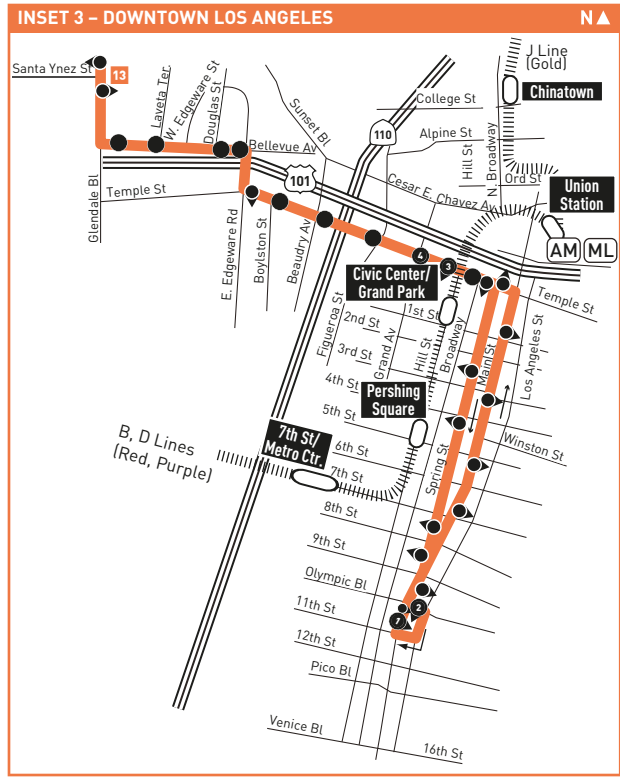 INSET 3 – DOWNTOWN LOS ANGELES
N
J Line
(Gold)
Santa Ynez St
13
Laveta Ter.
W. Edgeware St
Douglas St
Sunset Bl
110
College St
Chinatown
Alpine St
Hill St
N. Broadway
Ord St
Bellevue Av
101
Cesar E. Chavez Av
Union
Station
AM
ML
Glendale Bl
Temple St
E. Edgeware Rd
Boylston St
Beaudry Av
4
3
Civic Center/
Grand Park
Temple St
Figueroa St
1st St
2nd St
3rd St
4th St
5th St
6th St
7th St
8th St
9th St
Olympic Bl
11th St
12th St
Pico Bl
Venice Bl
16th St
Grand Av
Hill St
Broadway
Main St
Los Angeles St
Pershing
Square
Winston St
Spring St
B, D Lines
(Red, Purple)
7th St/
Metro Ctr.
2
1